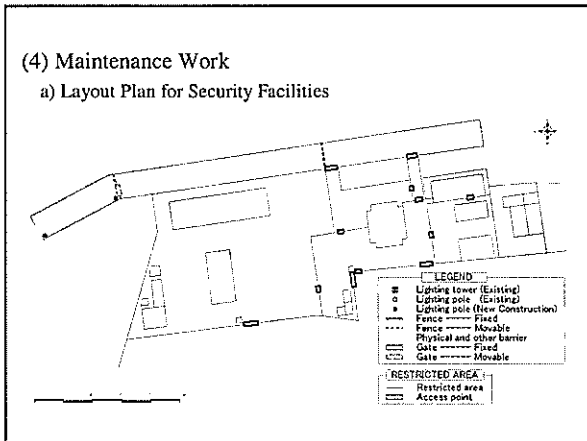 (4) Maintenance Work
a) Layout Plan for Security Facilities
LEGEND
Lighting tower (Existing)
Lighting pole (Existing)
Lighting pole (New Construction)
Fence —— Fixed
Fence —— Movable
Physical and other barrier
Gate —— Fixed
Gate —— Movable
RESTRICTED AREA
Restricted area
Access point